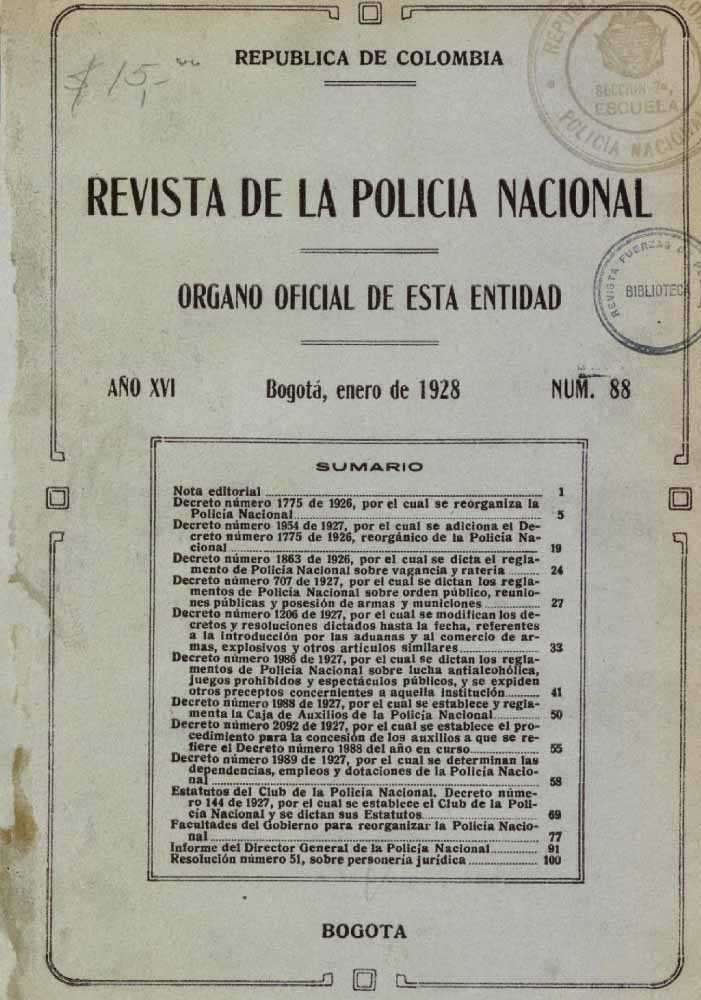 $ 15,-
REPUBLICA DE COLOMBIA
SECCION 7a,
ESCUELA
POLICIA NACIONAL
REVISTA DE LA POLICIA NACIONAL
ORGANO OFICIAL DE ESTA ENTIDAD
REVISTA FUERZAS DE
BIBLIOTECA
AÑO XVI Bogotá, enero de 1928 NUM. 88
SUMARIO
Nota editorial 1
Decreto número 1775 de 1926, por el cual se reorganiza la
Policía Nacional 5
Decreto número 1954 de 1927, por el cual se adiciona el De-
creto número 1775 de 1926, reorgánico de la Policía Na-
cional 19
Decreto número 1863 de 1926, por el cual se dicta el regla-
mento de Policía Nacional sobre vagancia y ratería 24
Decreto número 707 de 1927, por el cual se dictan los regla-
mentos de Policía Nacional sobre orden público, reunio-
nes públicas y posesión de armas y municiones 27
Decreto número 1206 de 1927, por el cual se modifican los de-
cretos y resoluciones dictados hasta la fecha, referentes
a la introducción por las aduanas y al comercio de ar-
mas, explosivos y otros artículos similares 33
Decreto número 1986 de 1927, por el cual se dictan los regla-
mentos de Policía Nacional sobre lucha antialcohólica,
juegos prohibidos y espectáculos públicos, y se expiden
otros preceptos concernientes a aquella institución 41
Decreto número 1988 de 1927, por el cual se establece y regla-
menta la Caja de Auxilios de la Policía Nacional 50
Decreto número 2092 de 1927, por el cual se establece el pro-
cedimiento para la concesión de los auxilios a que se re-
fiere el Decreto número 1988 del año en curso 55
Decreto número 1989 de 1927, por el cual se determinan las
dependencias, empleos y dotaciones de la Policía Nacio-
nal 58
Estatutos del Club de la Policía Nacional. Decreto núme-
ro 144 de 1927, por el cual se establece el Club de la Poli-
cía Nacional y se dictan sus Estatutos 69
Facultades del Gobierno para reorganizar la Policía Nacio-
nal 77
Informe del Director General de la Policía Nacional 91
Resolución número 51, sobre personería jurídica 100
BOGOTA